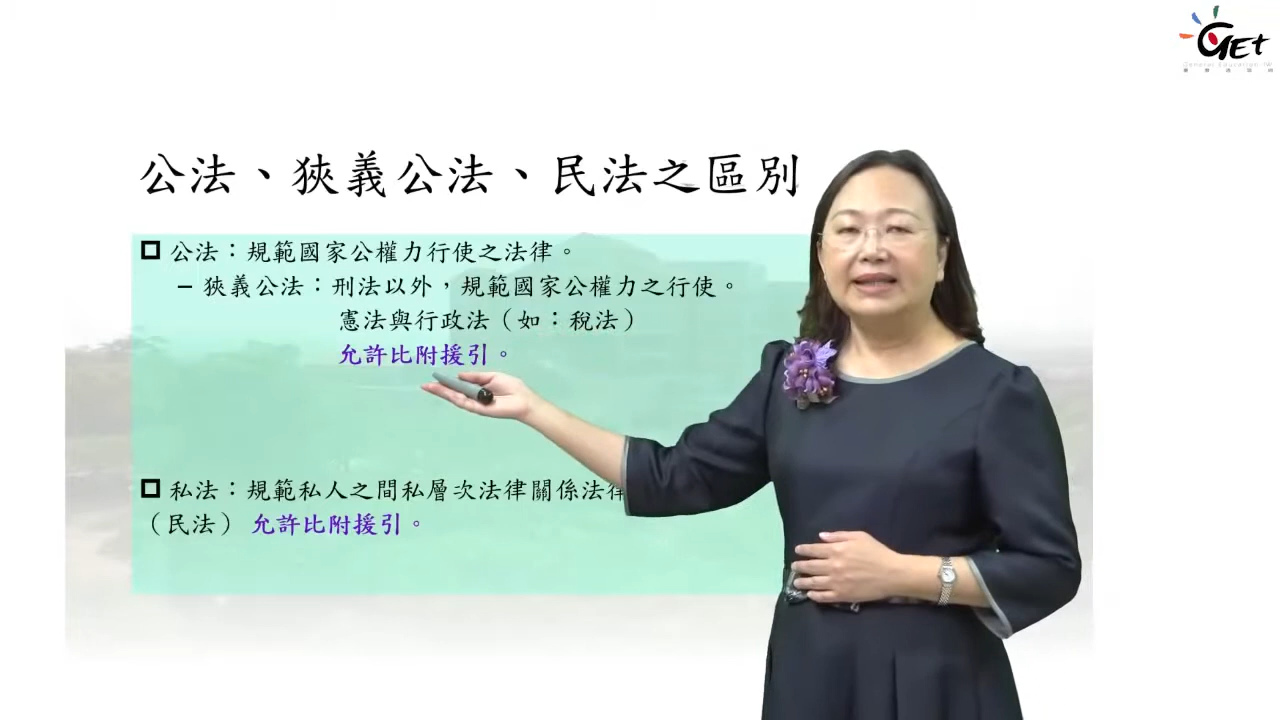 GEt
General Education TW
公法、狹義公法、民法之區別
公法：規範國家公權力行使之法律。
– 狹義公法：刑法以外，規範國家公權力之行使。
憲法與行政法（如：稅法）
允許比附援引。
私法：規範私人之間私層次法律關係法律
（民法） 允許比附援引。